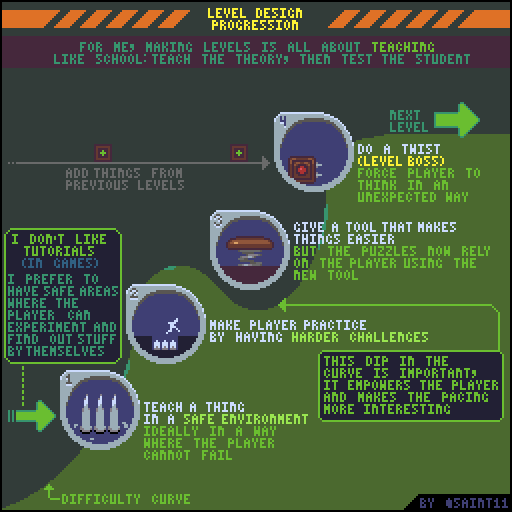 LEVEL DESIGN
PROGRESSION
FOR ME, MAKING LEVELS IS ALL ABOUT TEACHING
LIKE SCHOOL: TEACH THE THEORY, THEN TEST THE STUDENT
NEXT
LEVEL
4
DO A TWIST
(LEVEL BOSS)
FORCE PLAYER TO
THINK IN AN
UNEXPECTED WAY
ADD THINGS FROM
PREVIOUS LEVELS
3
GIVE A TOOL THAT MAKES
THINGS EASIER
BUT THE PUZZLES NOW RELY
ON THE PLAYER USING THE
NEW TOOL
I DON'T LIKE
TUTORIALS
(IN GAMES)
I PREFER TO
HAVE SAFE AREAS
WHERE THE
PLAYER CAN
EXPERIMENT AND
FIND OUT STUFF
BY THEMSELVES
2
MAKE PLAYER PRACTICE
BY HAVING HARDER CHALLENGES
THIS DIP IN THE
CURVE IS IMPORTANT,
IT EMPOWERS THE PLAYER
AND MAKES THE PACING
MORE INTERESTING
1
TEACH A THING
IN A SAFE ENVIRONMENT
IDEALLY IN A WAY
WHERE THE PLAYER
CANNOT FAIL
DIFFICULTY CURVE
BY @SAINT11